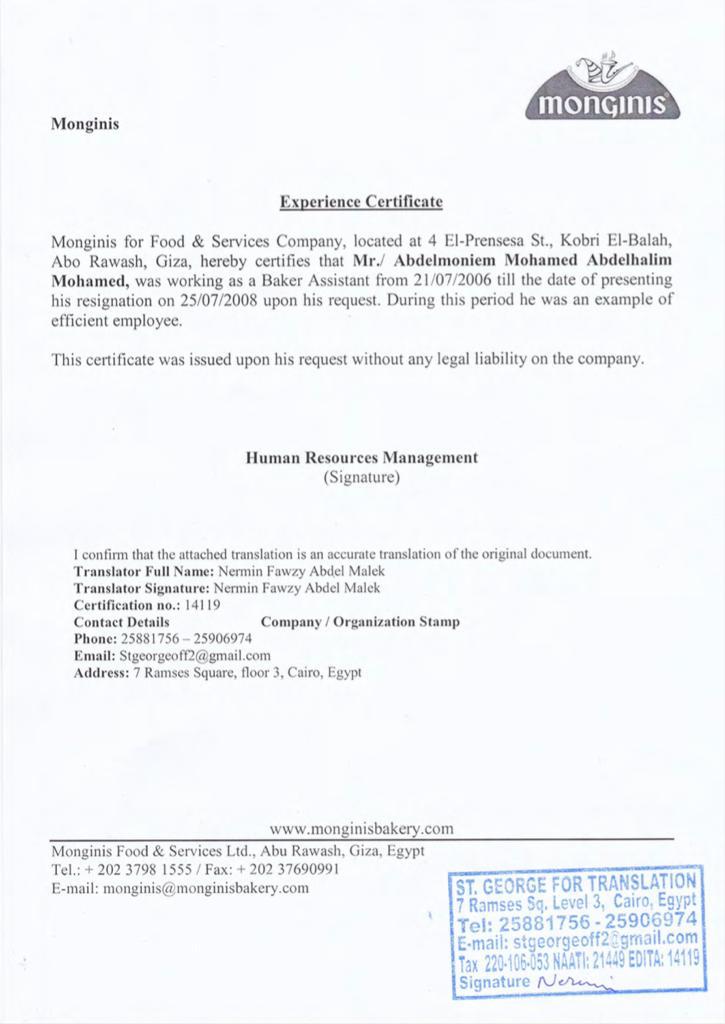 monginis
Monginis
Experience Certificate
Monginis for Food & Services Company, located at 4 El-Prensesa St., Kobri El-Balah,
Abo Rawash, Giza, hereby certifies that Mr./ Abdelmoniem Mohamed Abdelhalim
Mohamed, was working as a Baker Assistant from 21/07/2006 till the date of presenting
his resignation on 25/07/2008 upon his request. During this period he was an example of
efficient employee.
This certificate was issued upon his request without any legal liability on the company.
Human Resources Management
(Signature)
I confirm that the attached translation is an accurate translation of the original document.
Translator Full Name: Nermin Fawzy Abdel Malek
Translator Signature: Nermin Fawzy Abdel Malek
Certification no.: 14119
Contact Details Company / Organization Stamp
Phone: 25881756 – 25906974
Email: Stgeorgeoff2@gmail.com
Address: 7 Ramses Square, floor 3, Cairo, Egypt
www.monginisbakery.com
Monginis Food & Services Ltd., Abu Rawash, Giza, Egypt
Tel.: + 202 3798 1555 / Fax: + 202 37690991
E-mail: monginis@monginisbakery.com
ST. GEORGE FOR TRANSLATION
7 Ramses Sq. Level 3, Cairo, Egypt
Tel: 25881756 - 25906974
E-mail: stgeorgeoff2@gmail.com
Tax 220-106-053 NAATI: 21449 EDITA: 14119
Signature